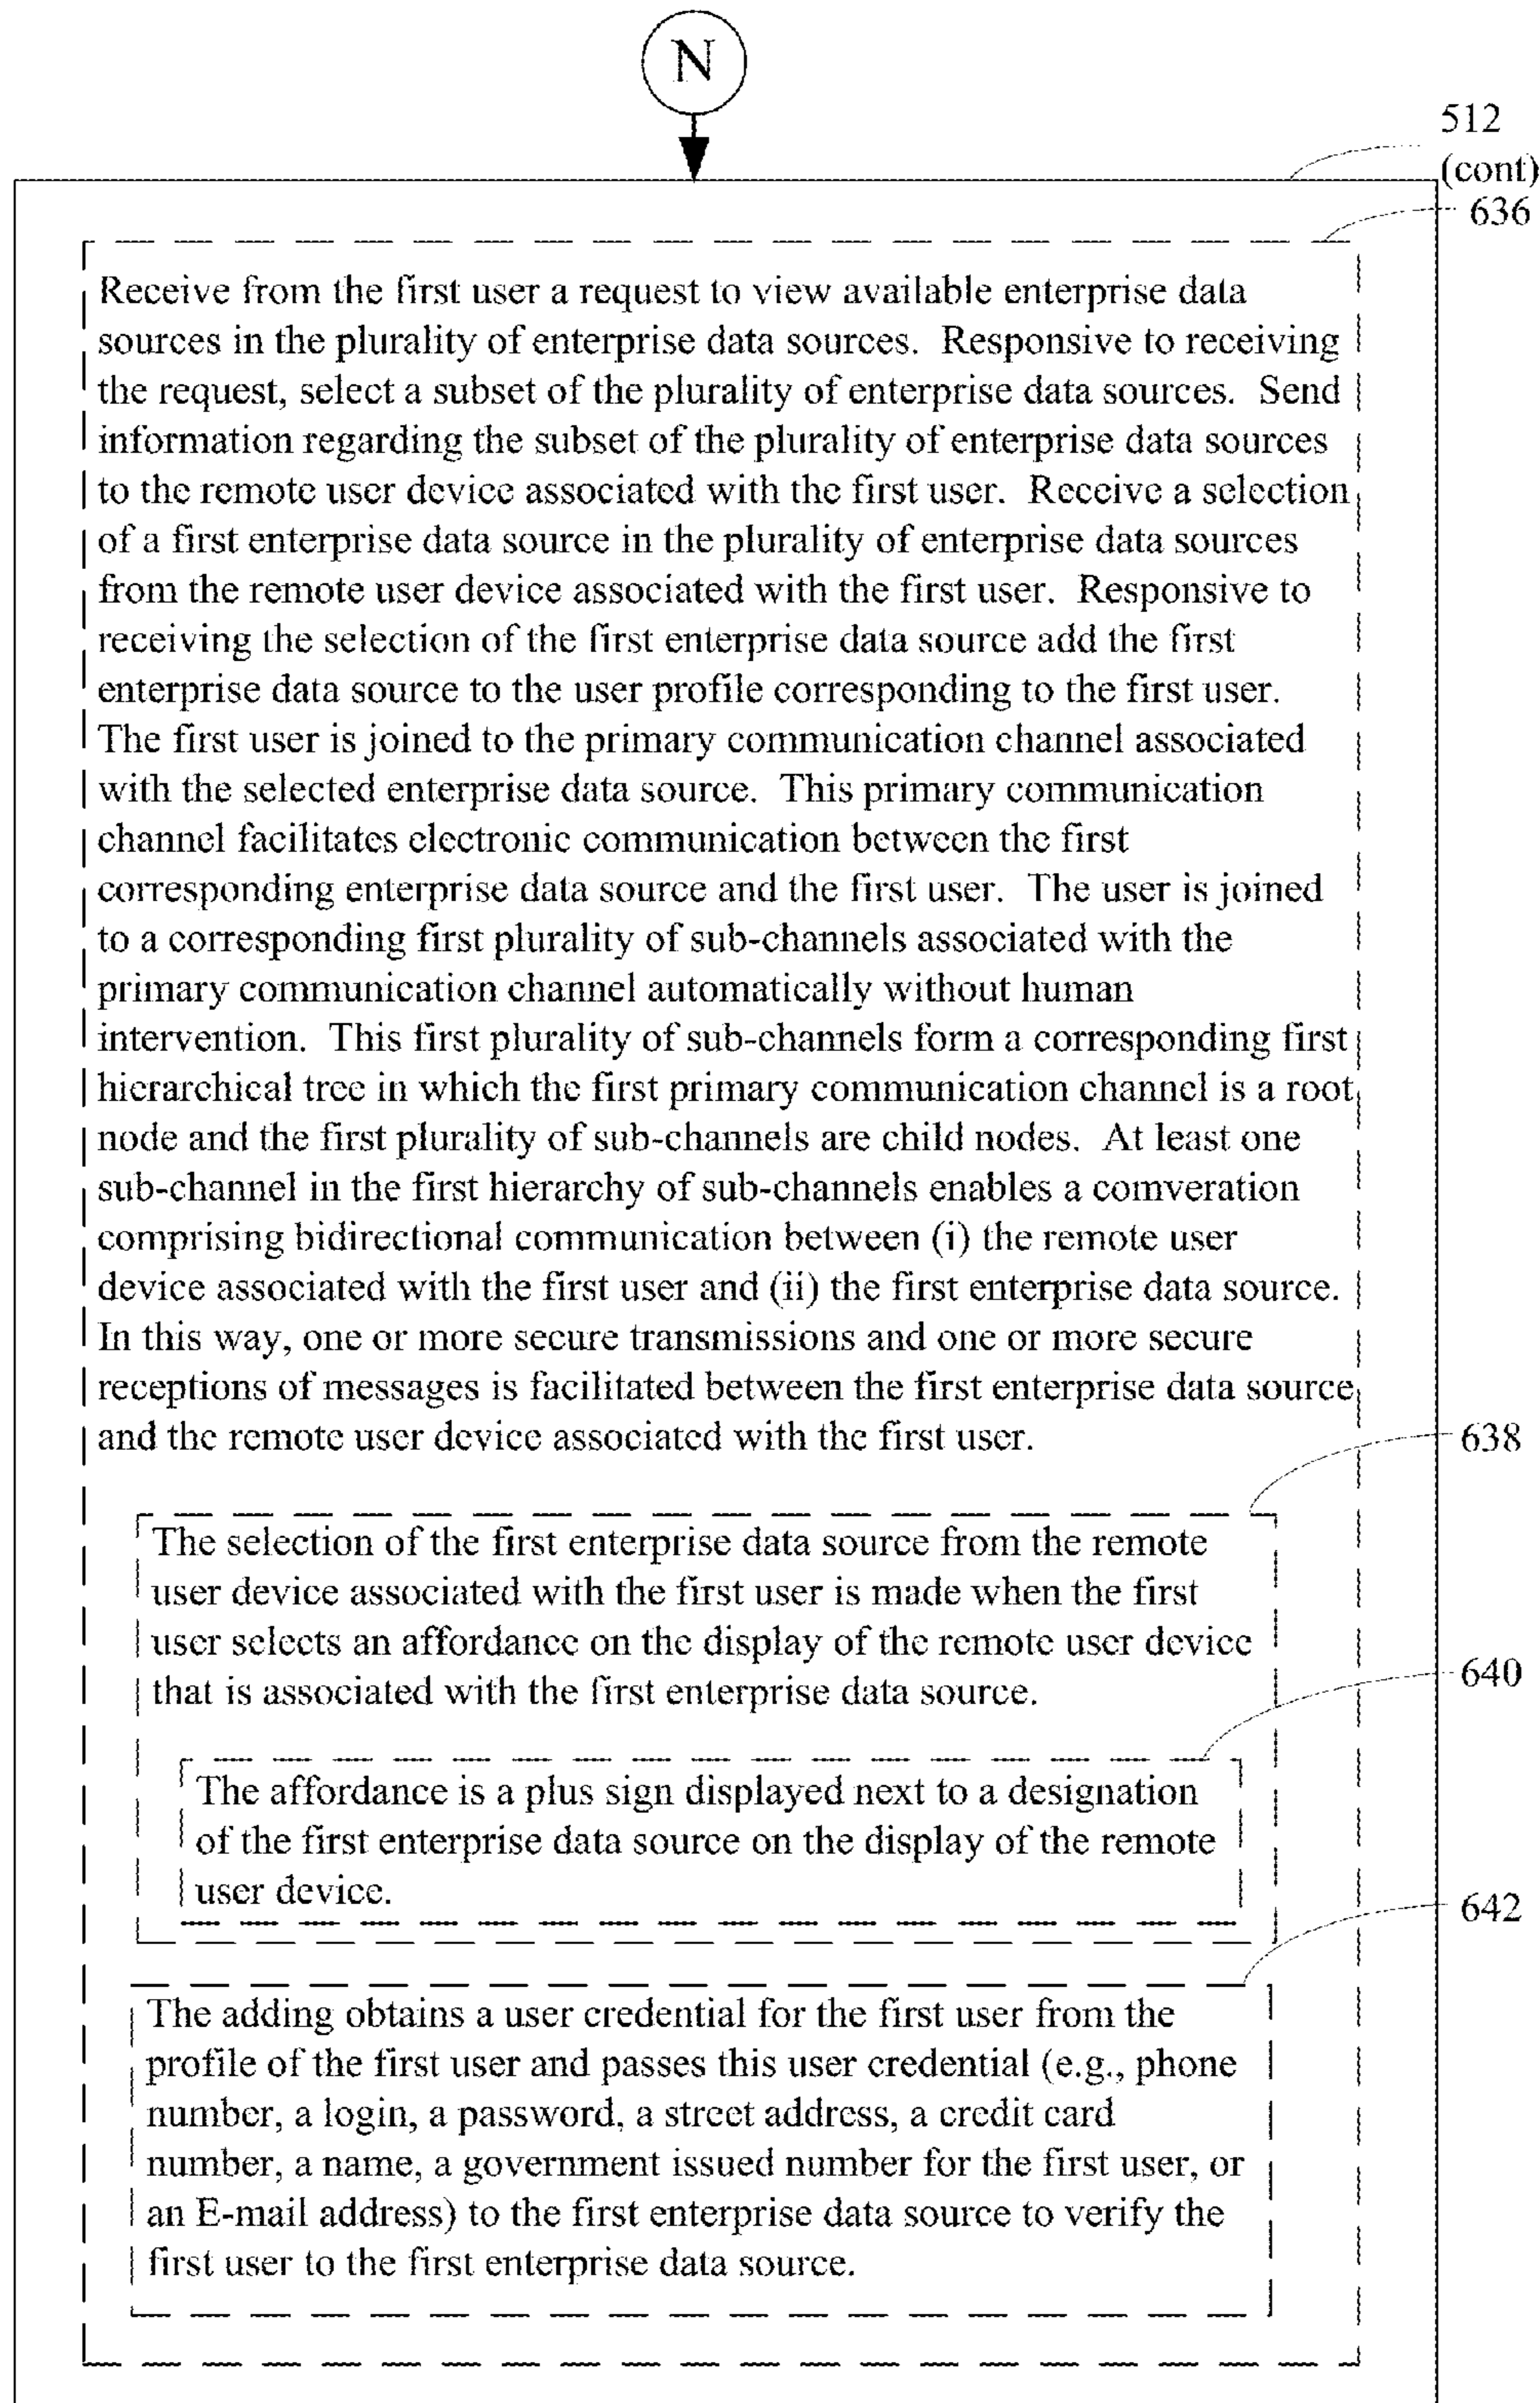 N
512
(cont)
636
Receive from the first user a request to view available enterprise data
sources in the plurality of enterprise data sources.  Responsive to receiving
the request, select a subset of the plurality of enterprise data sources.  Send
information regarding the subset of the plurality of enterprise data sources
to the remote user device associated with the first user.  Receive a selection
of a first enterprise data source in the plurality of enterprise data sources
from the remote user device associated with the first user.  Responsive to
receiving the selection of the first enterprise data source add the first
enterprise data source to the user profile corresponding to the first user.
The first user is joined to the primary communication channel associated
with the selected enterprise data source.  This primary communication
channel facilitates electronic communication between the first
corresponding enterprise data source and the first user.  The user is joined
to a corresponding first plurality of sub-channels associated with the
primary communication channel automatically without human
intervention.  This first plurality of sub-channels form a corresponding first
hierarchical tree in which the first primary communication channel is a root
node and the first plurality of sub-channels are child nodes.  At least one
sub-channel in the first hierarchy of sub-channels enables a comveration
comprising bidirectional communication between (i) the remote user
device associated with the first user and (ii) the first enterprise data source.
In this way, one or more secure transmissions and one or more secure
receptions of messages is facilitated between the first enterprise data source
and the remote user device associated with the first user.
638
The selection of the first enterprise data source from the remote
user device associated with the first user is made when the first
user selects an affordance on the display of the remote user device
that is associated with the first enterprise data source.
640
The affordance is a plus sign displayed next to a designation
of the first enterprise data source on the display of the remote
user device.
642
The adding obtains a user credential for the first user from the
profile of the first user and passes this user credential (e.g., phone
number, a login, a password, a street address, a credit card
number, a name, a government issued number for the first user, or
an E-mail address) to the first enterprise data source to verify the
first user to the first enterprise data source.